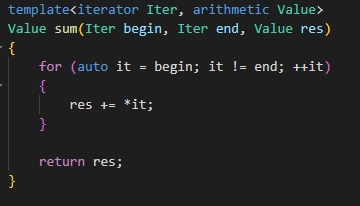 template<iterator Iter, arithmetic Value>
Value sum(Iter begin, Iter end, Value res)
{
    for (auto it = begin; it != end; ++it)
    {
        res += *it;
    }

    return res;
}